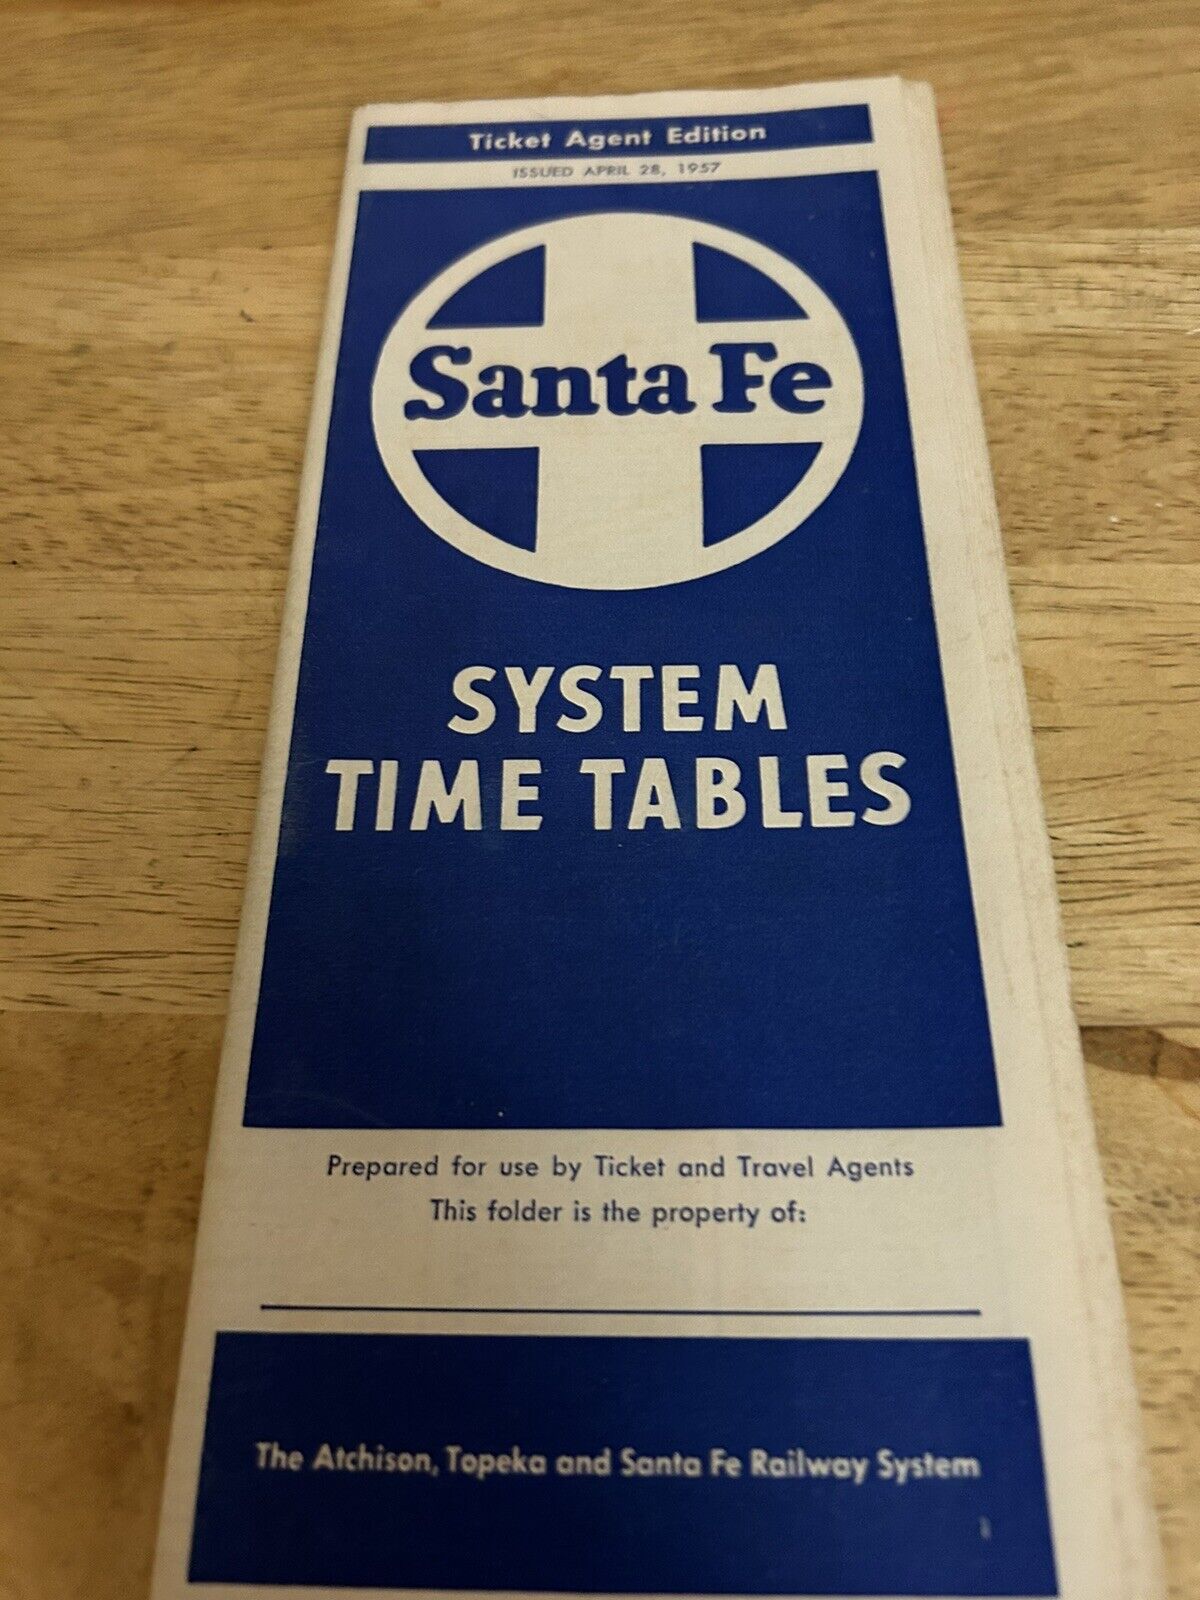 Ticket Agent Edition
ISSUED APRIL 28, 1957
Santa Fe
SYSTEM
TIME TABLES
Prepared for use by Ticket and Travel Agents
This folder is the property of:
The Atchison, Topeka and Santa Fe Railway System